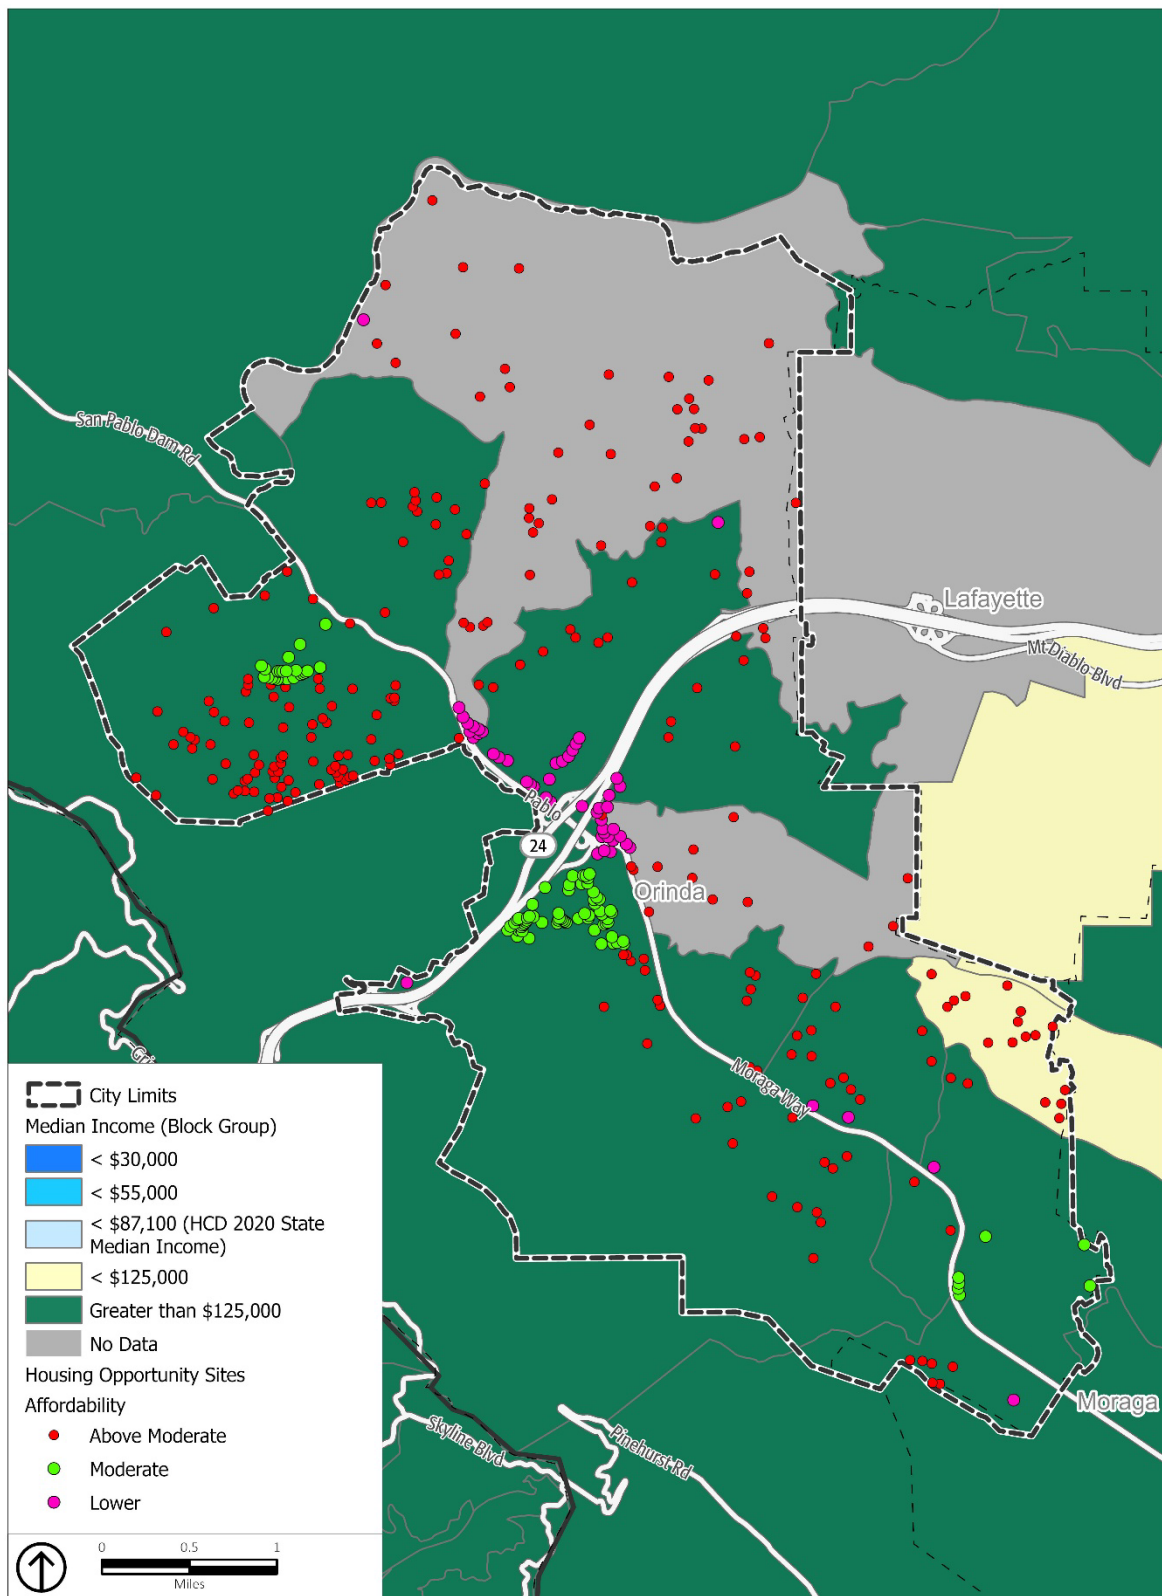 San Pablo Dam Rd
Lafayette
Mt Diablo Blvd
Pablo
24
Orinda
Moraga Way
City Limits
Median Income (Block Group)
< $30,000
< $55,000
< $87,100 (HCD 2020 State
Median Income)
< $125,000
Greater than $125,000
No Data
Housing Opportunity Sites
Affordability
Above Moderate
Moderate
Lower
Moraga
Skyline Blvd
Pinehurst Rd
0 0.5 1
Miles